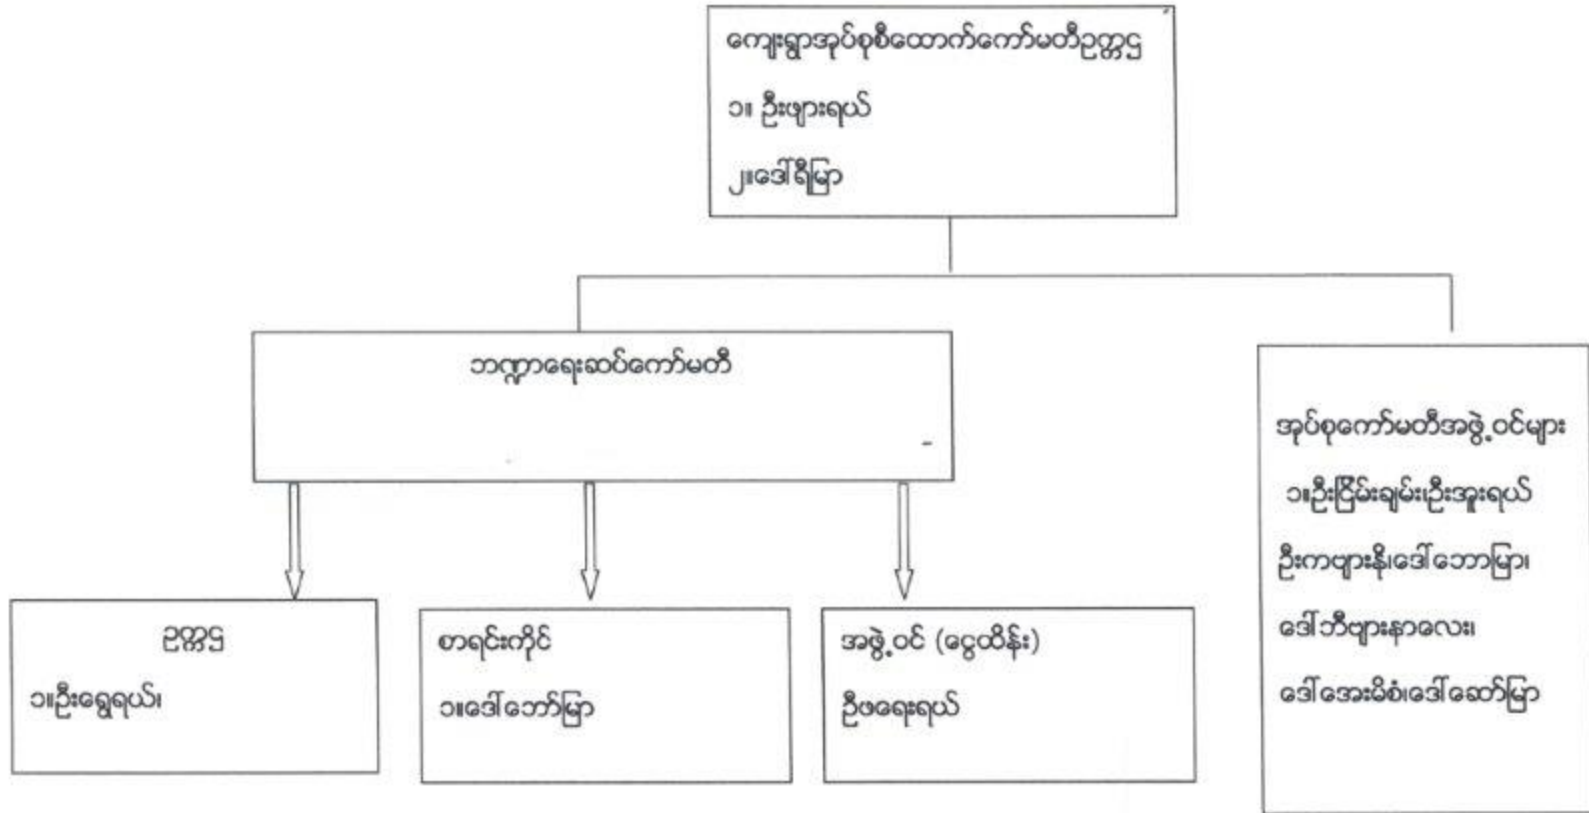 ကျေးရွာအုပ်စုစီထောက်ကော်မတီဥက္ကဌ
၁။ ဦးဖျားရယ်
၂။ဒေါ်ရီမြာ
ဘဏ္ဍာရေးဆပ်ကော်မတီ
ဥက္ကဌ
၁။ဦးရွေရယ်၊
စာရင်းကိုင်
၁။ဒေါ်ဘော်မြာ
အဖွဲ့ဝင် (ငွေထိန်း)
ဦဖရေးရယ်
အုပ်စုကော်မတီအဖွဲ့ဝင်များ
၁။ဦးငြိမ်းချမ်း၊ဦးအူးရယ်
ဦးကဗျားနို၊ဒေါ်ဘောမြာ၊
ဒေါ်ဘီဗျားနာလေး၊
ဒေါ်အေးမိစံ၊ဒေါ်ဆော်မြာ